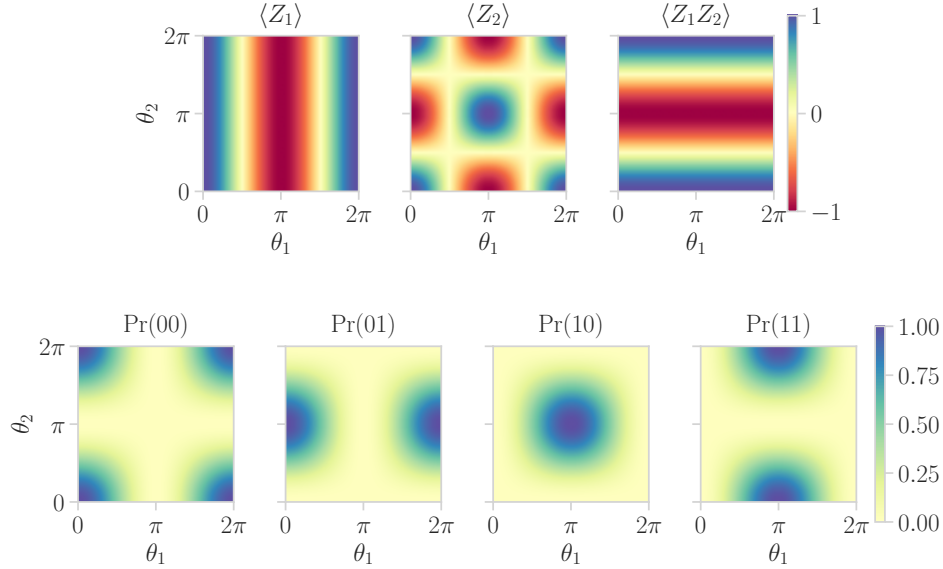 ⟨Z₁⟩ ⟨Z₂⟩ ⟨Z₁Z₂⟩
2π 1
θ₂ π 0
0 −1
0 π 2π 0 π 2π 0 π 2π
θ₁ θ₁ θ₁
Pr(00) Pr(01) Pr(10) Pr(11)
1.00
2π
0.75
θ₂ π 0.50
0.25
0 0.00
0 π 2π 0 π 2π 0 π 2π 0 π 2π
θ₁ θ₁ θ₁ θ₁